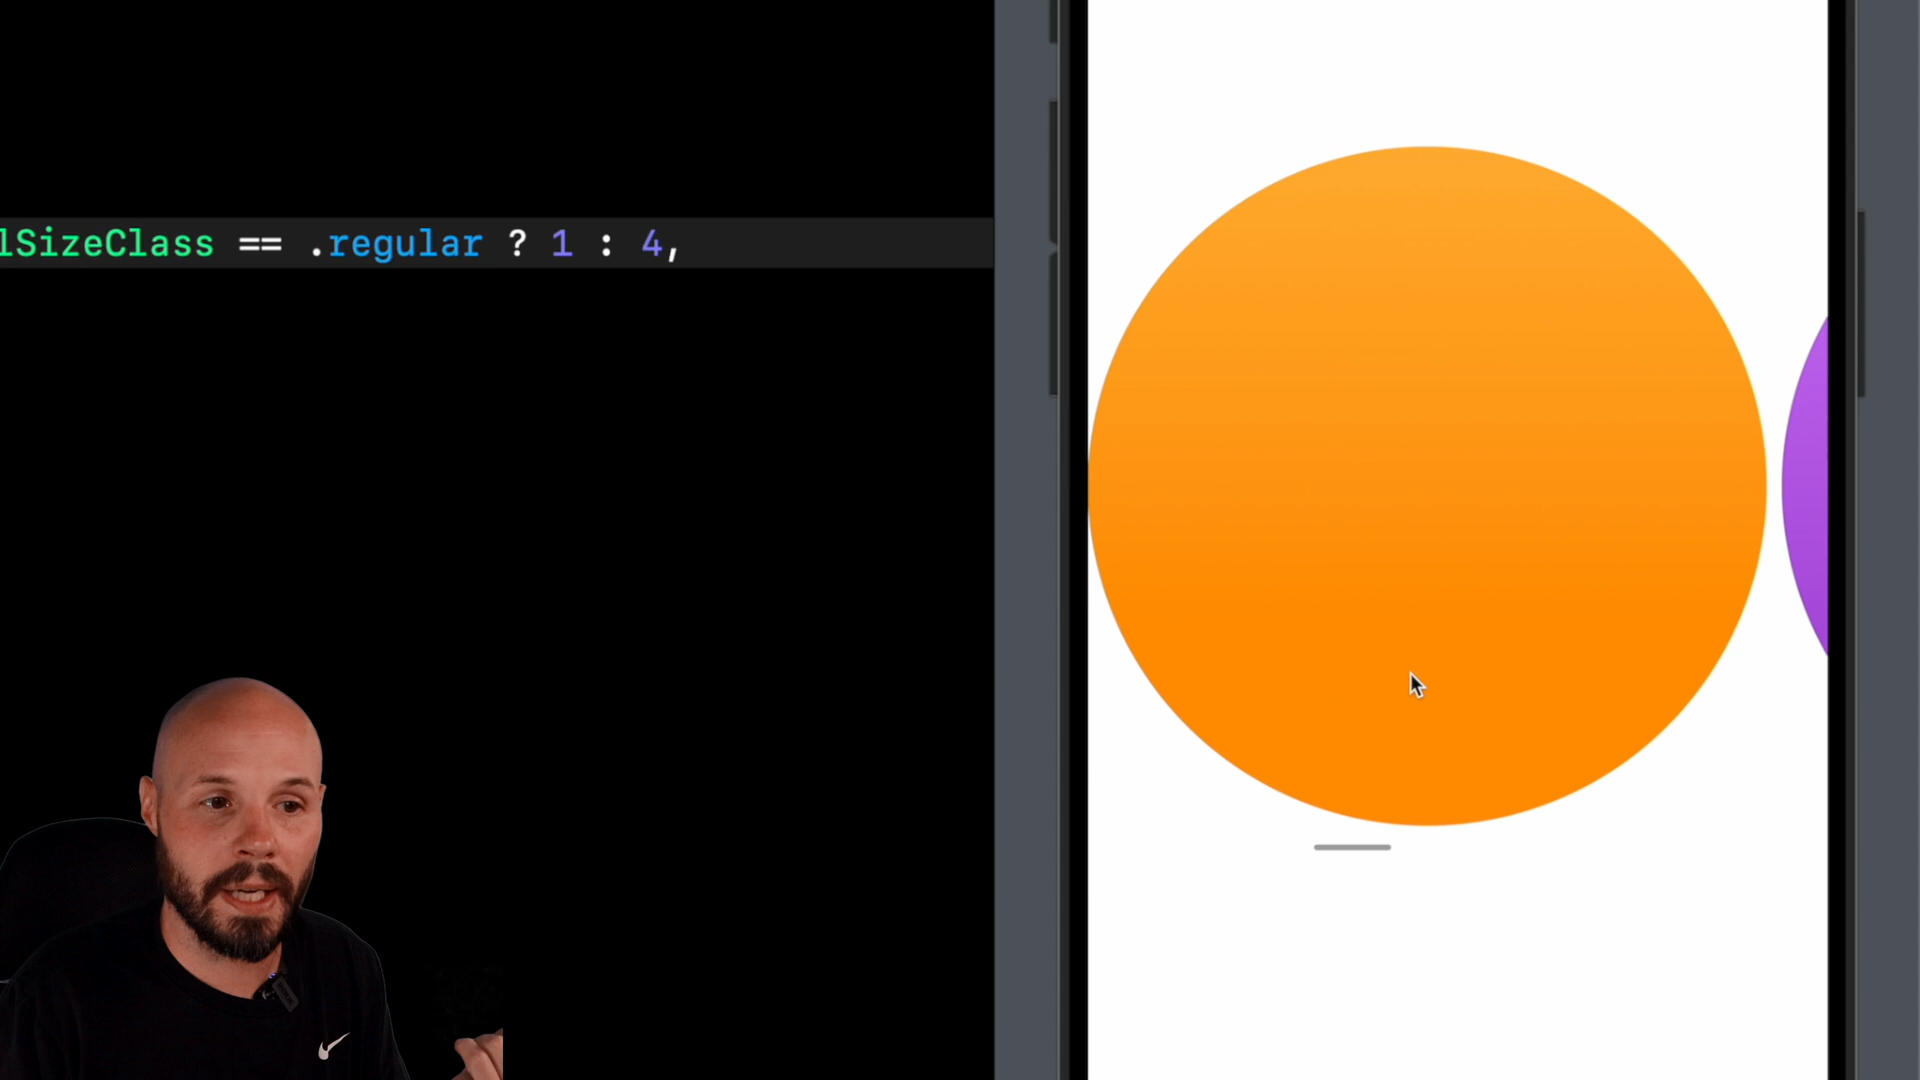 lSizeClass == .regular ? 1 : 4,